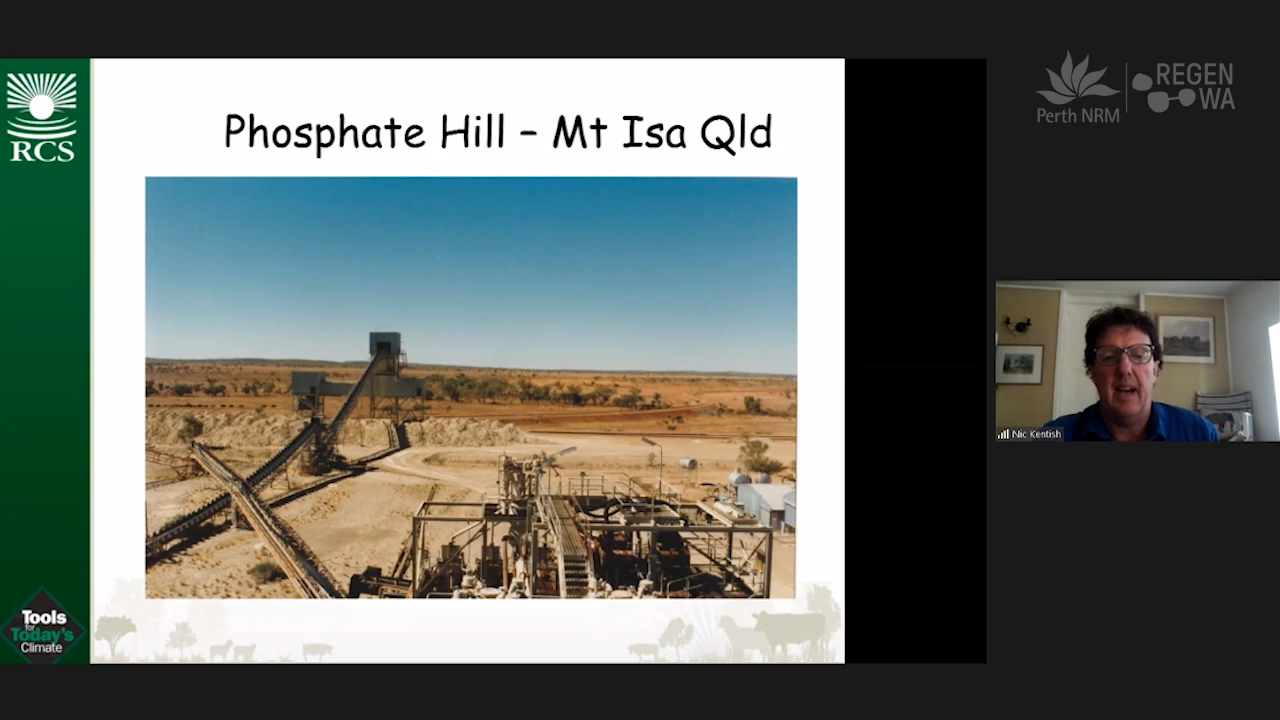 RCS
Phosphate Hill – Mt Isa Qld
Perth NRM
REGEN
WA
Nic Kentish
Tools
for
Today's
Climate